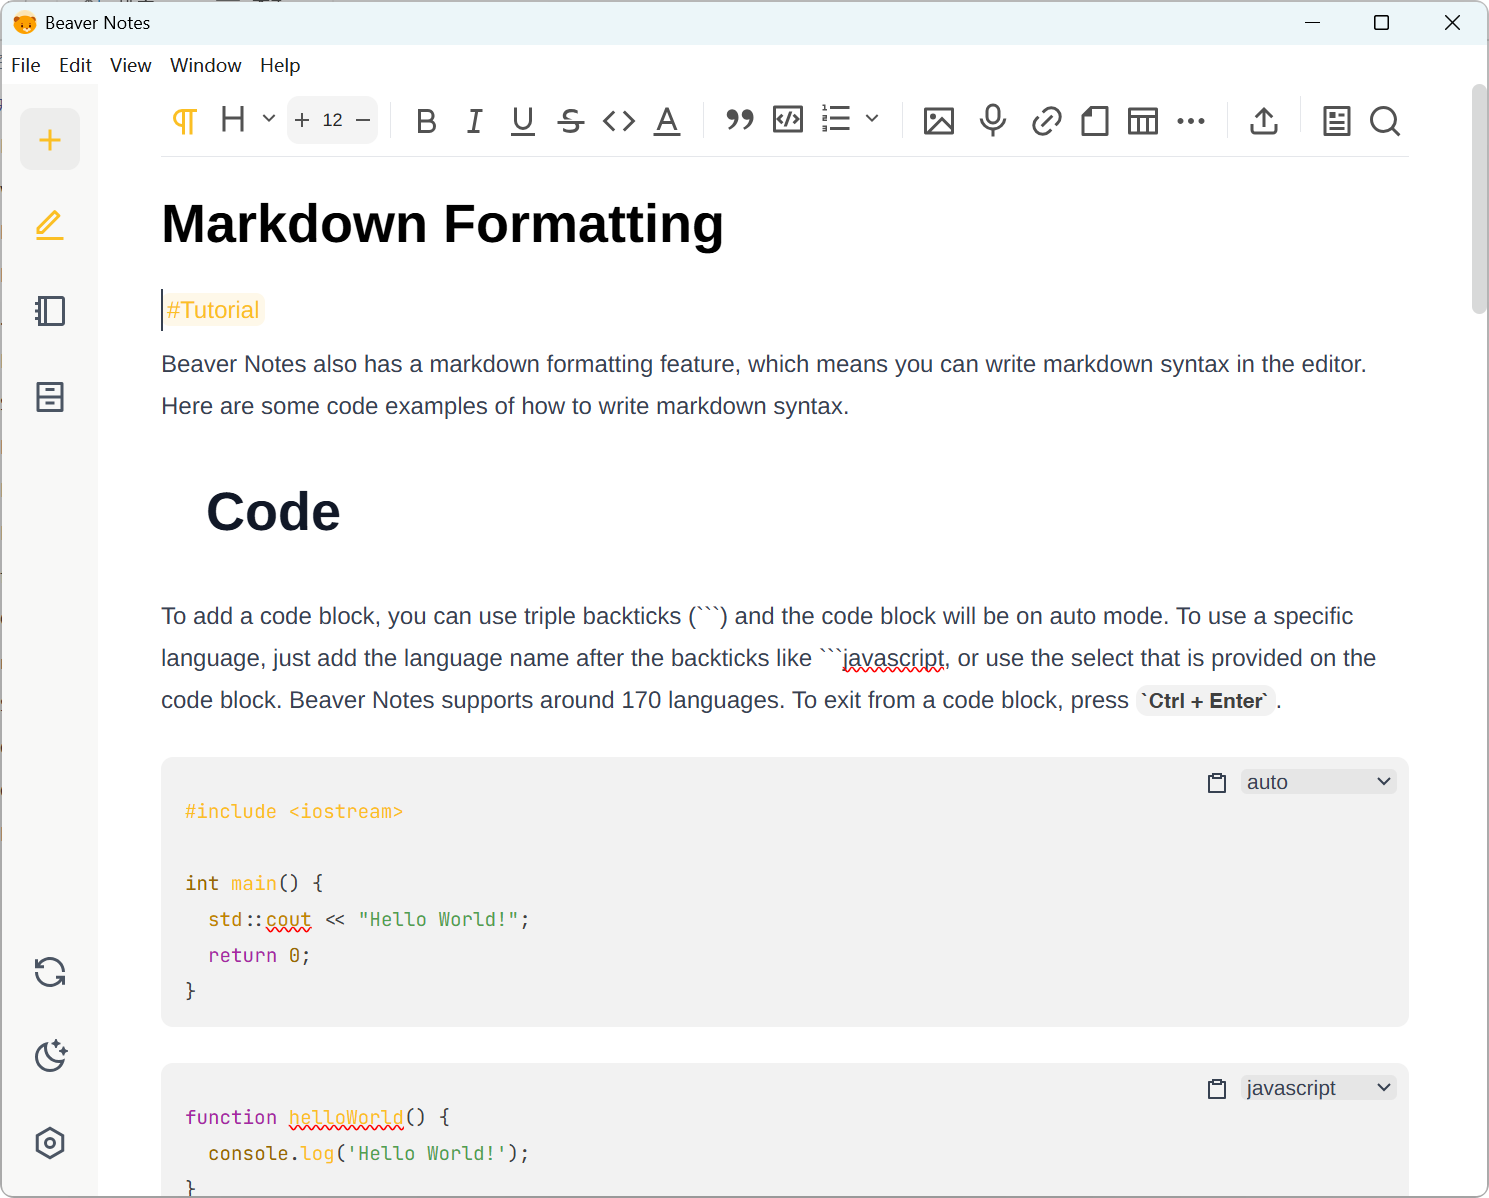 Beaver Notes
File Edit View Window Help
H 12 B I U S A
Markdown Formatting
#Tutorial
Beaver Notes also has a markdown formatting feature, which means you can write markdown syntax in the editor.
Here are some code examples of how to write markdown syntax.
Code
To add a code block, you can use triple backticks (```) and the code block will be on auto mode. To use a specific
language, just add the language name after the backticks like ```javascript, or use the select that is provided on the
code block. Beaver Notes supports around 170 languages. To exit from a code block, press `Ctrl + Enter`.
auto
#include <iostream>
int main() {
  std::cout << "Hello World!";
  return 0;
}
javascript
function helloWorld() {
  console.log('Hello World!');
}